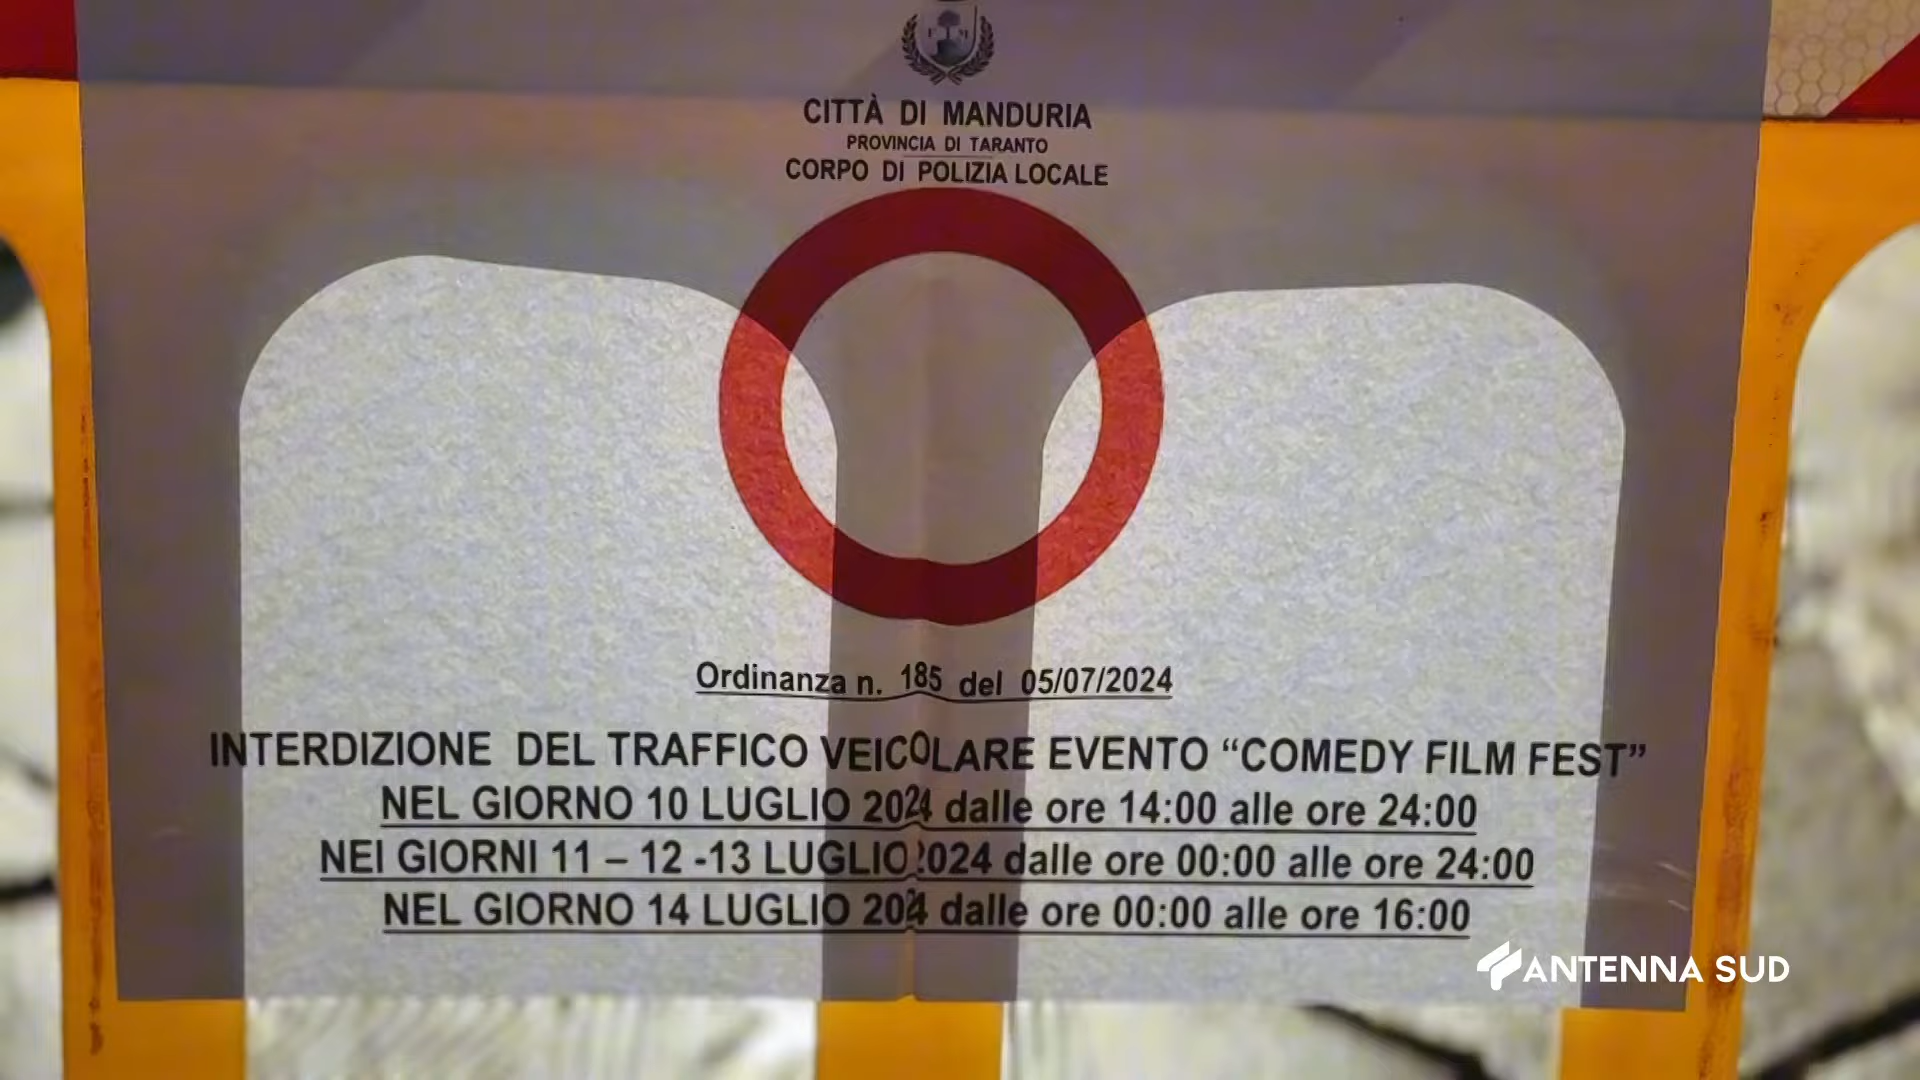 CITTÀ DI MANDURIA
PROVINCIA DI TARANTO
CORPO DI POLIZIA LOCALE
Ordinanza n. 185 del 05/07/2024
INTERDIZIONE DEL TRAFFICO VEICOLARE EVENTO “COMEDY FILM FEST”
NEL GIORNO 10 LUGLIO 2024 dalle ore 14:00 alle ore 24:00
NEI GIORNI 11 – 12 -13 LUGLIO 2024 dalle ore 00:00 alle ore 24:00
NEL GIORNO 14 LUGLIO 2024 dalle ore 00:00 alle ore 16:00
ANTENNA SUD